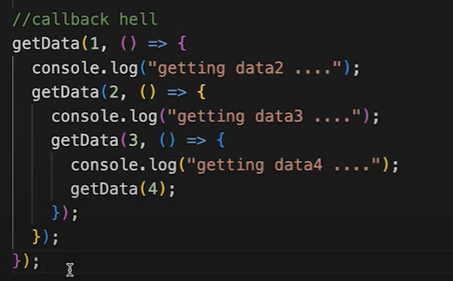 //callback hell
getData(1, () => {
  console.log("getting data2 ....");
  getData(2, () => {
    console.log("getting data3 ....");
    getData(3, () => {
      console.log("getting data4 ....");
      getData(4);
    });
  });
});